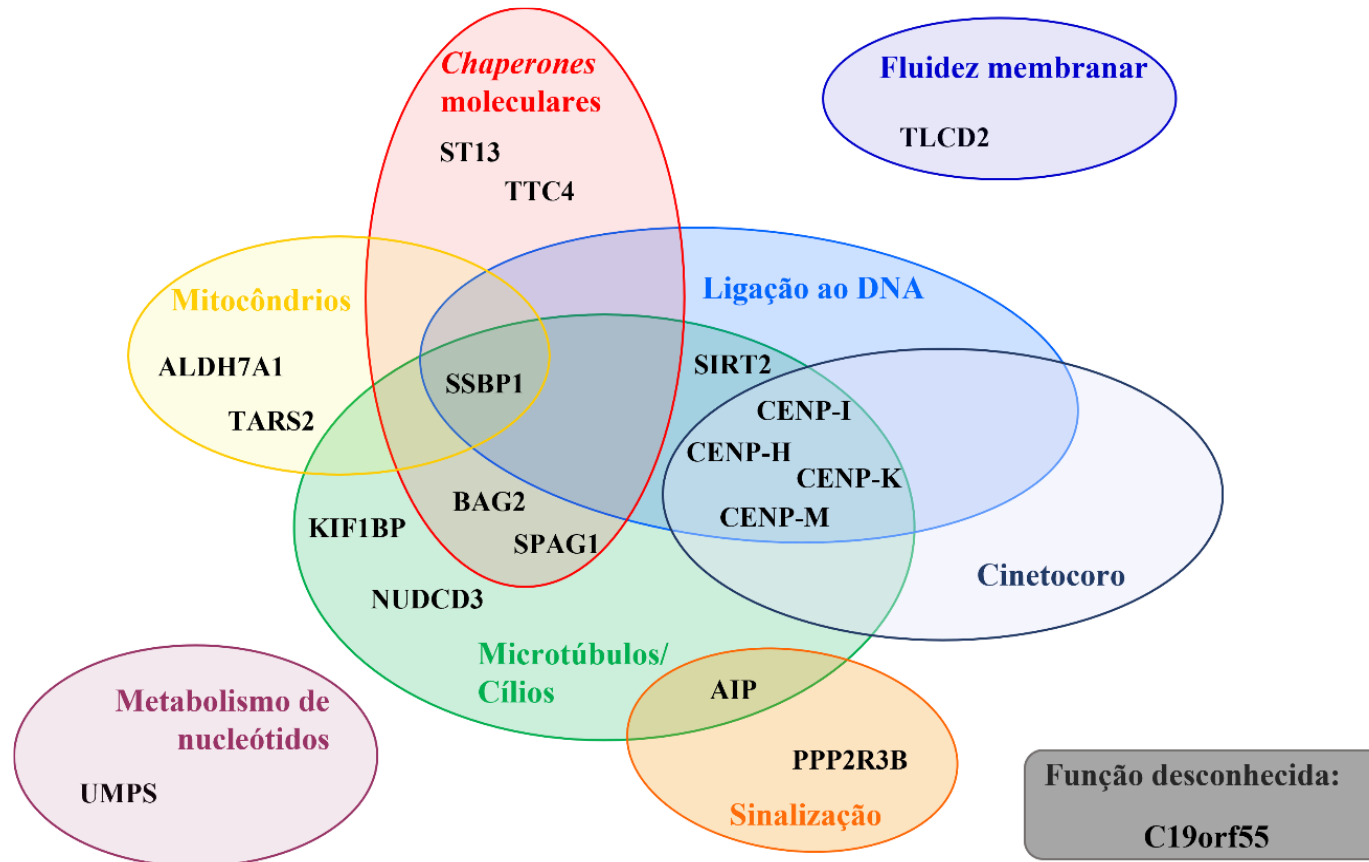 Chaperones
moleculares
ST13
TTC4
Fluidez membranar
TLCD2
Mitocôndrios
ALDH7A1
TARS2
Ligação ao DNA
SSBP1
SIRT2
CENP-I
CENP-H
CENP-K
CENP-M
BAG2
SPAG1
KIF1BP
NUDCD3
Cinetocoro
Microtúbulos/
Cílios
AIP
PPP2R3B
Sinalização
Metabolismo de
nucleótidos
UMPS
Função desconhecida:
C19orf55